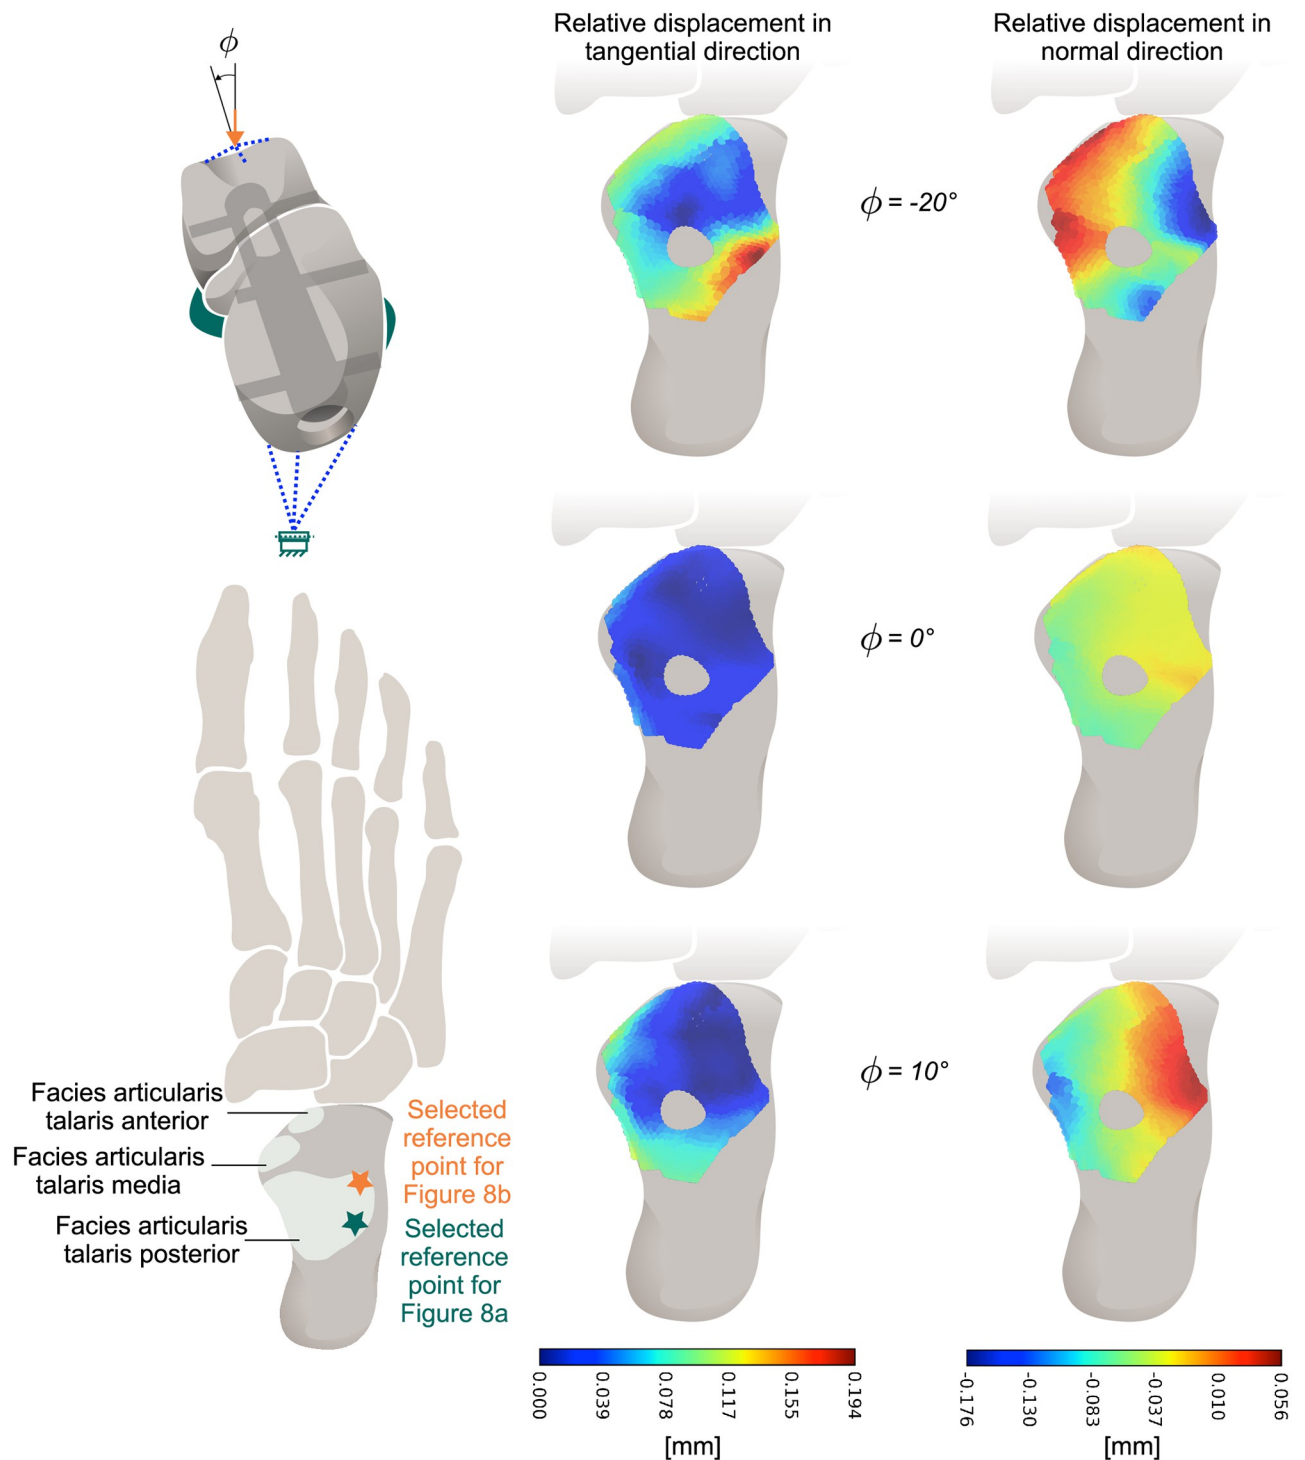 Relative displacement in
tangential direction
Relative displacement in
normal direction
ϕ
ϕ = -20°
ϕ = 0°
ϕ = 10°
Facies articularis
talaris anterior
Facies articularis
talaris media
Facies articularis
talaris posterior
Selected
reference
point for
Figure 8b
Selected
reference
point for
Figure 8a
0.000
0.039
0.078
0.117
0.155
0.194
[mm]
-0.176
-0.130
-0.083
-0.037
0.010
0.056
[mm]